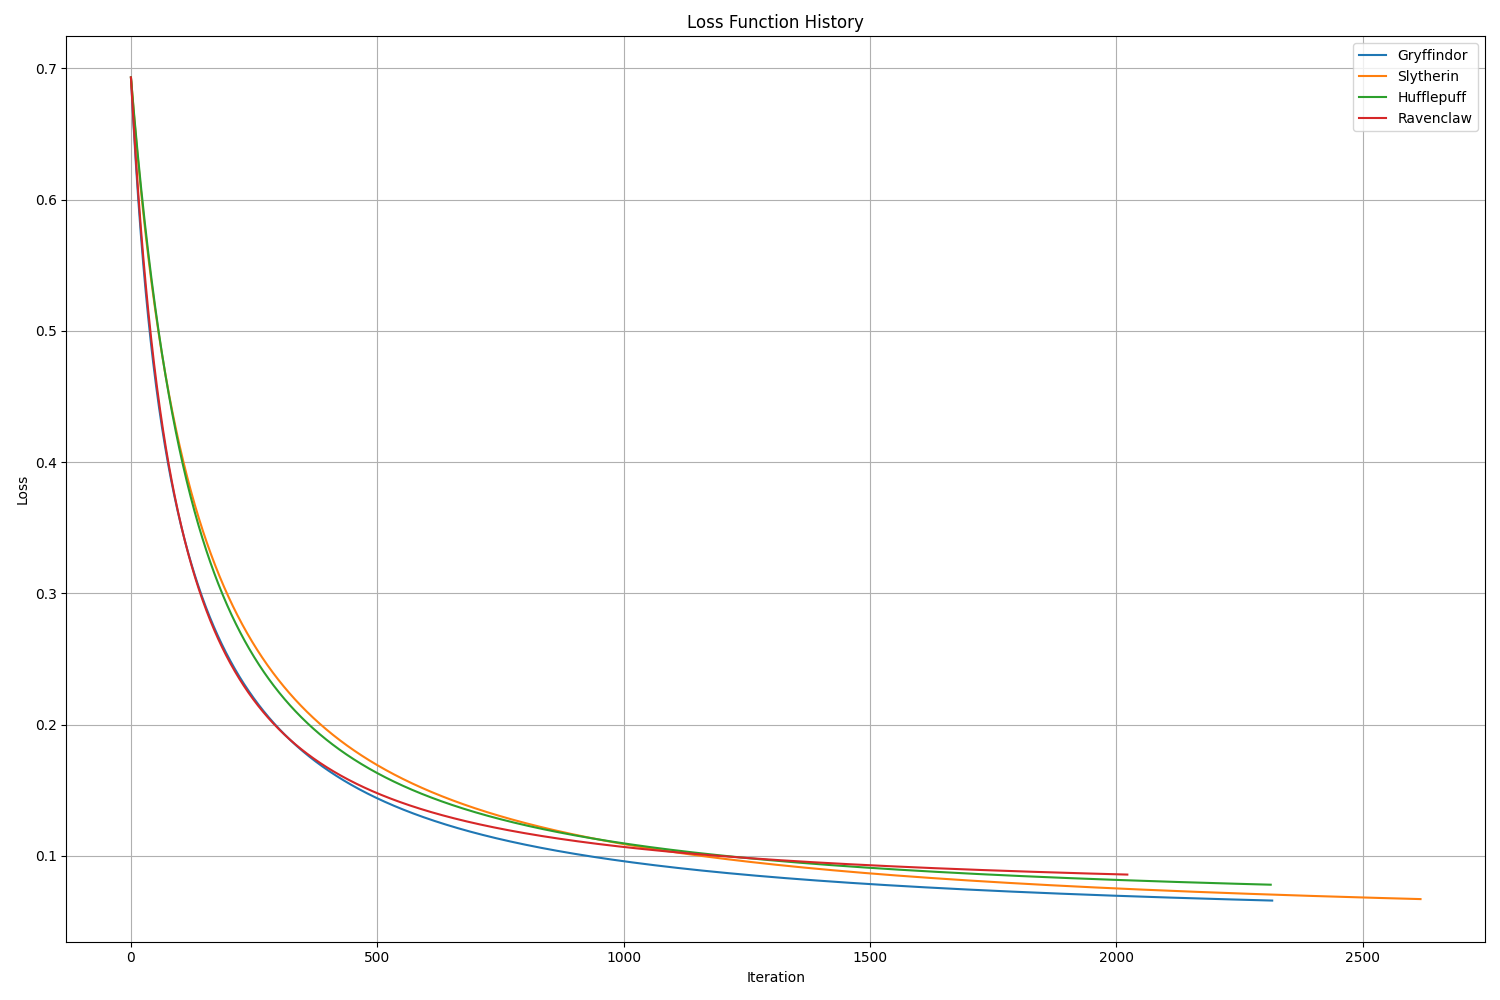 Loss Function History
Gryffindor
Slytherin
Hufflepuff
Ravenclaw
0.7
0.6
0.5
0.4
0.3
0.2
0.1
Loss
0 500 1000 1500 2000 2500
Iteration